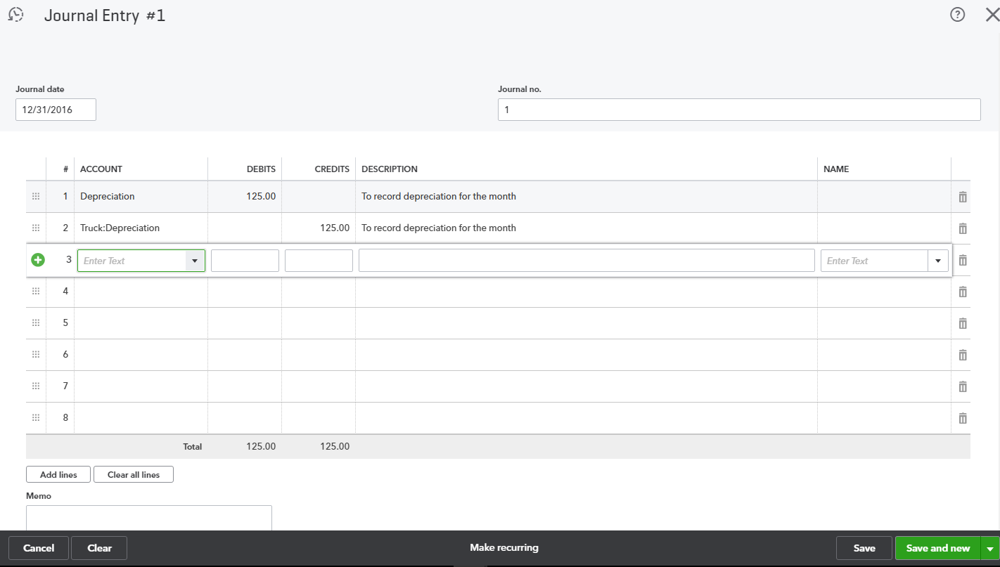 Journal Entry #1
Journal date
Journal no.
12/31/2016
1
# ACCOUNT DEBITS CREDITS DESCRIPTION NAME
1 Depreciation 125.00 To record depreciation for the month
2 Truck:Depreciation 125.00 To record depreciation for the month
3 Enter Text Enter Text
4
5
6
7
8
Total 125.00 125.00
Add lines Clear all lines
Memo
Cancel Clear Make recurring Save Save and new